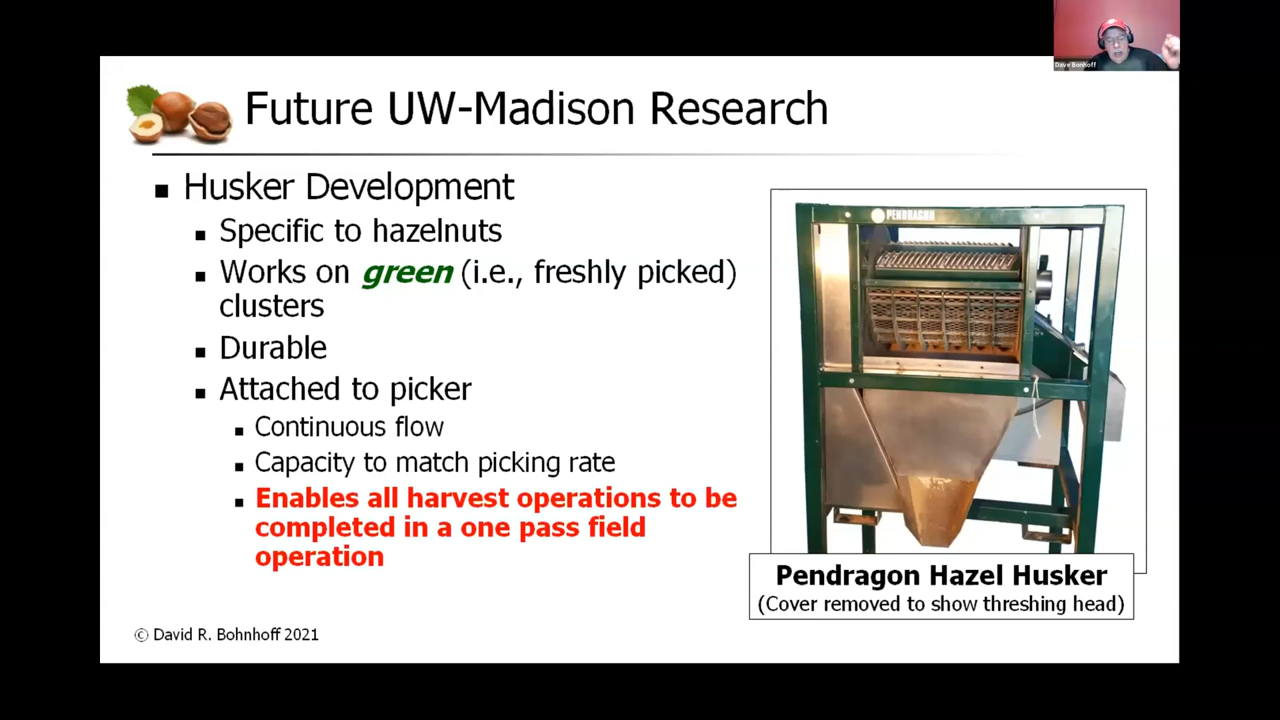 Dave Bohnhoff
Future UW-Madison Research
Husker Development
Specific to hazelnuts
Works on green (i.e., freshly picked)
clusters
Durable
Attached to picker
Continuous flow
Capacity to match picking rate
Enables all harvest operations to be
completed in a one pass field
operation
PENDRAGON
Pendragon Hazel Husker
(Cover removed to show threshing head)
© David R. Bohnhoff 2021